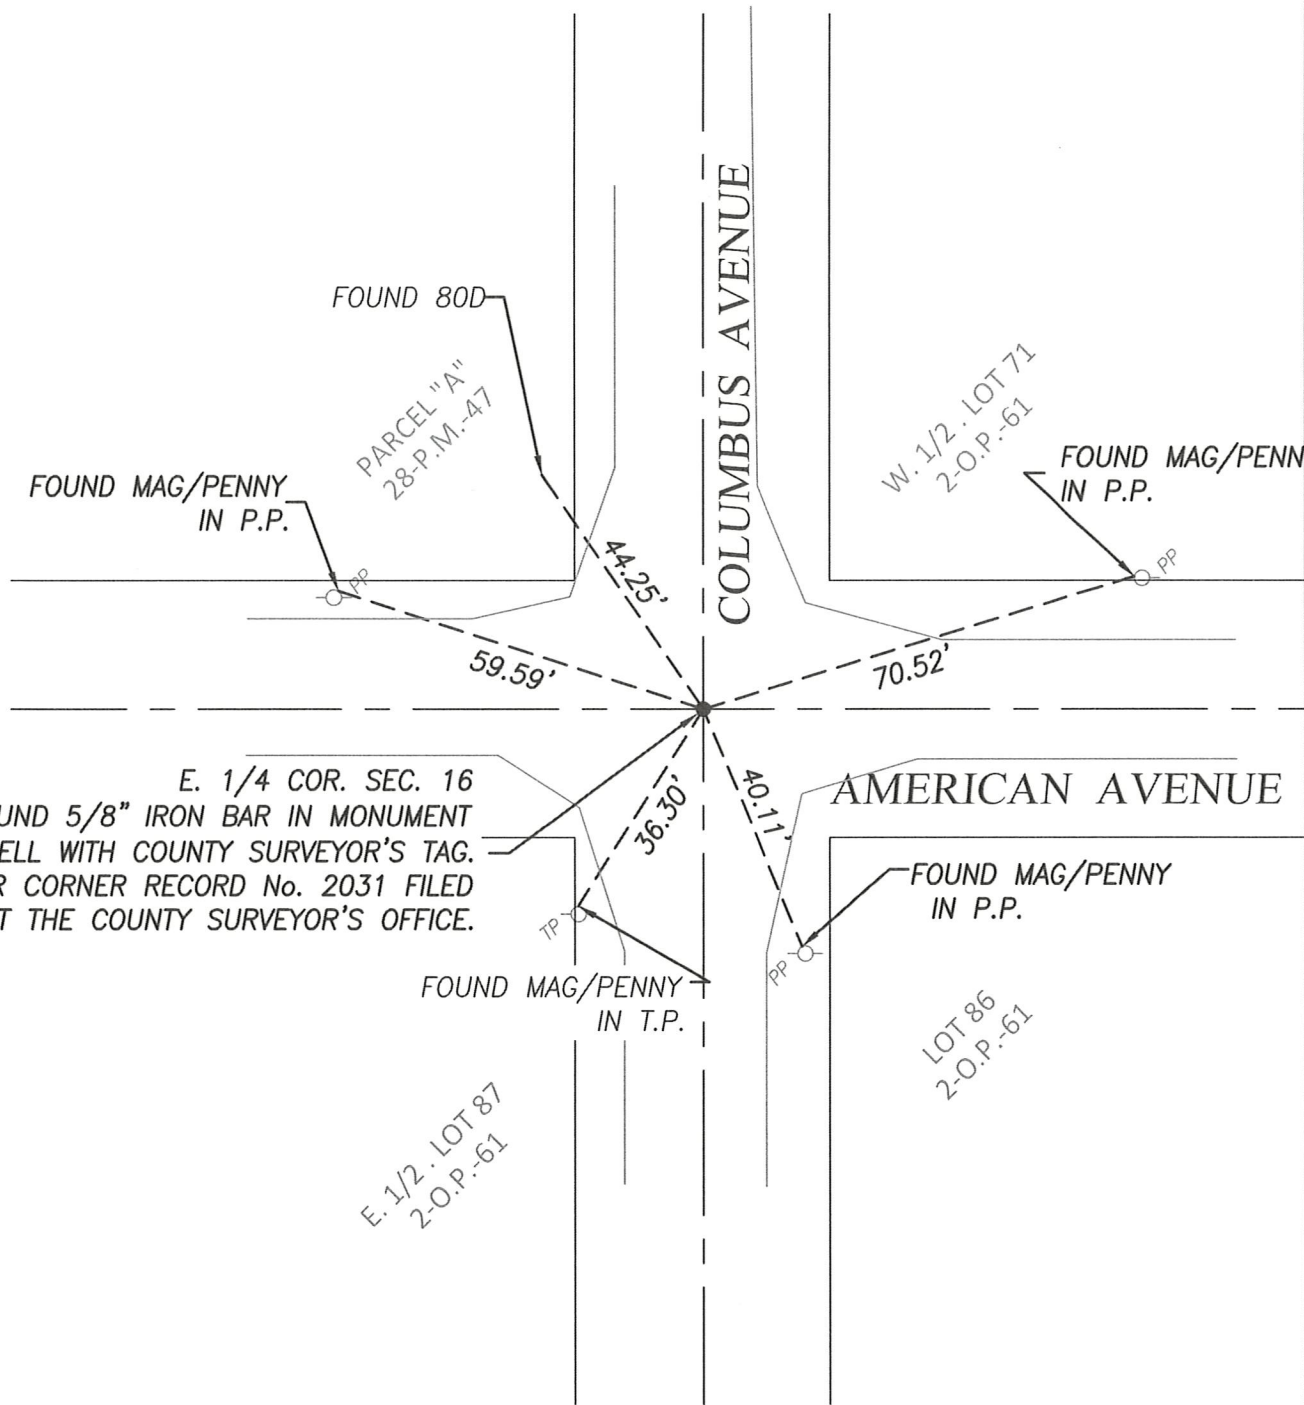 FOUND 80D
COLUMBUS AVENUE
PARCEL "A"
28-P.M.-47
W. 1/2 . LOT 71
2-O.P.-61
FOUND MAG/PENNY
IN P.P.
PP
FOUND MAG/PENN
IN P.P.
PP
44.25'
59.59'
70.52'
E. 1/4 COR. SEC. 16
UND 5/8" IRON BAR IN MONUMENT
ELL WITH COUNTY SURVEYOR'S TAG.
R CORNER RECORD No. 2031 FILED
T THE COUNTY SURVEYOR'S OFFICE.
36.30'
40.11'
AMERICAN AVENUE
FOUND MAG/PENNY
IN P.P.
TP
PP
FOUND MAG/PENNY
IN T.P.
LOT 86
2-O.P.-61
E. 1/2 . LOT 87
2-O.P.-61